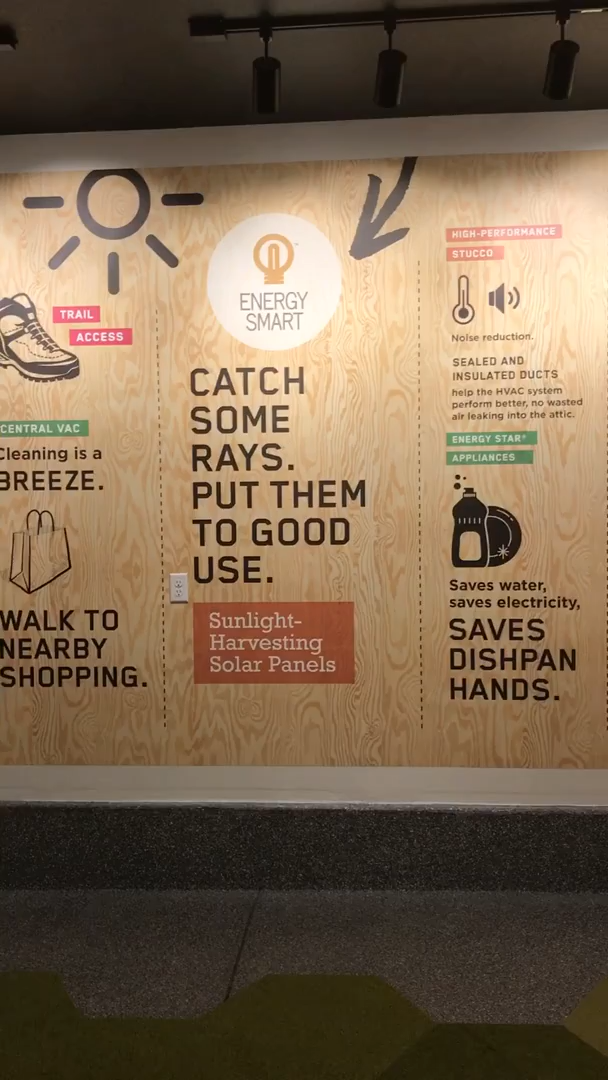 TRAIL
ACCESS
CENTRAL VAC
Cleaning is a
BREEZE.
WALK TO
NEARBY
SHOPPING.
ENERGY
SMART
CATCH
SOME
RAYS.
PUT THEM
TO GOOD
USE.
Sunlight-
Harvesting
Solar Panels
HIGH-PERFORMANCE
STUCCO
Noise reduction.
SEALED AND
INSULATED DUCTS
help the HVAC system
perform better, no wasted
air leaking into the attic.
ENERGY STAR®
APPLIANCES
Saves water,
saves electricity,
SAVES
DISHPAN
HANDS.